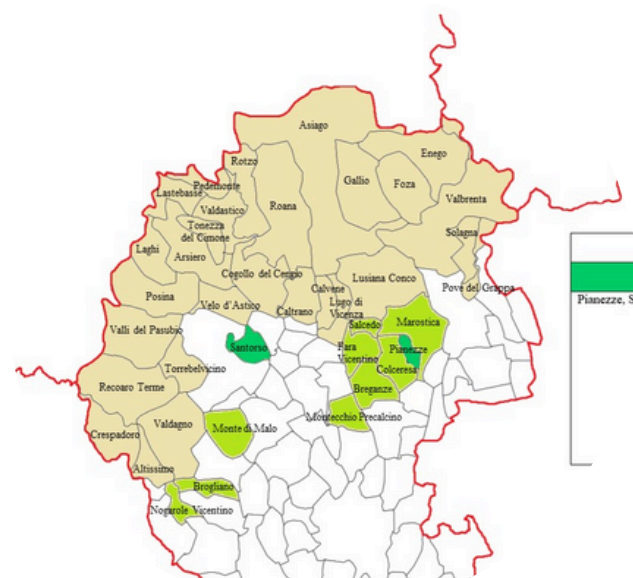 Asiago
Enego
Rotzo
Gallio
Foza
Pedemonte
Lastebasse
Valbrenta
Roana
Valdastico
Tonezza
del Cimone
Solagna
Laghi
Arsiero
Cogollo del Cengio
Lusiana Conco
Calvene
Pove del Grappa
Posina
Velo d'Astico
Caltrano
Lugo di
Vicenza
Pianezze, S
Valli del Pasubio
Salcedo
Marostica
Santorso
Fara
Vicentino
Pianezze
Torrebelvicino
Colceresa
Recoaro Terme
Breganze
Montecchio Precalcino
Valdagno
Monte di Malo
Crespadoro
Altissimo
Brogliano
Nogarole Vicentino